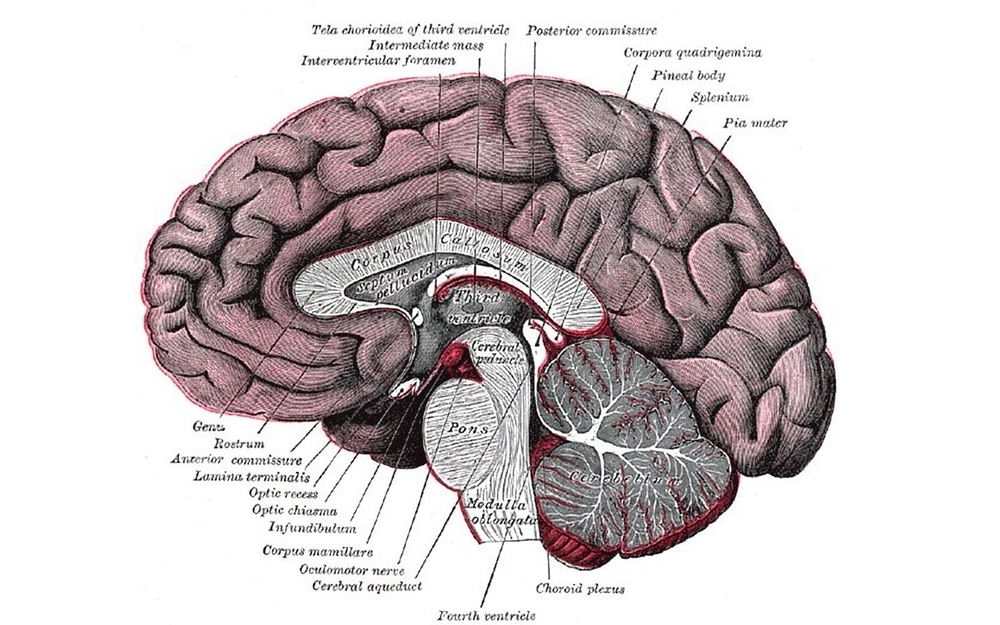 Tela chorioidea of third ventricle
Posterior commissure
Intermediate mass
Interventricular foramen
Corpora quadrigemina
Pineal body
Splenium
Pia mater
Corpus Callosum
Septum
pellucidum
Third
ventricle
Cerebral
peduncle
Pons
Cerebellum
Medulla
oblongata
Genu
Rostrum
Anterior commissure
Lamina terminalis
Optic recess
Optic chiasma
Infundibulum
Corpus mamillare
Oculomotor nerve
Cerebral aqueduct
Choroid plexus
Fourth ventricle